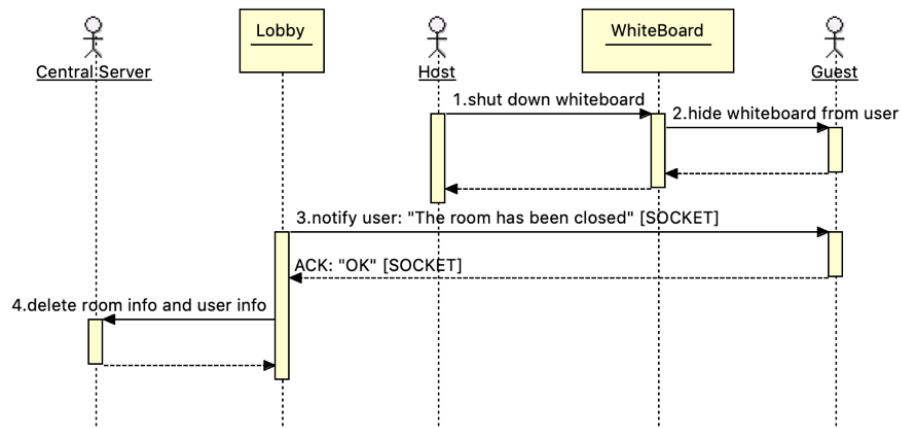 Central Server
Lobby
Host
WhiteBoard
Guest
1.shut down whiteboard
2.hide whiteboard from user
3.notify user: "The room has been closed" [SOCKET]
ACK: "OK" [SOCKET]
4.delete room info and user info